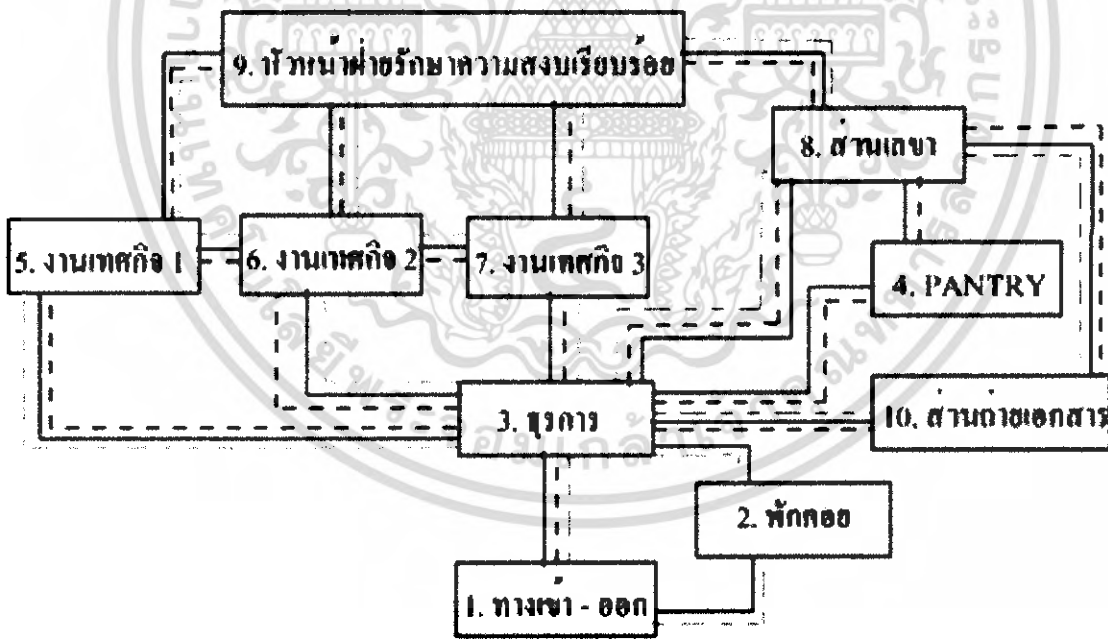 9. หัวหน้าฝ่ายรักษาความสงบเรียบร้อย
8. ส่วนเลขา
5. งานเทศกิจ 1
6. งานเทศกิจ 2
7. งานเทศกิจ 3
4. PANTRY
3. ธุรการ
10. ส่วนถ่ายเอกสาร
2. พักคอย
1. ทางเข้า - ออก